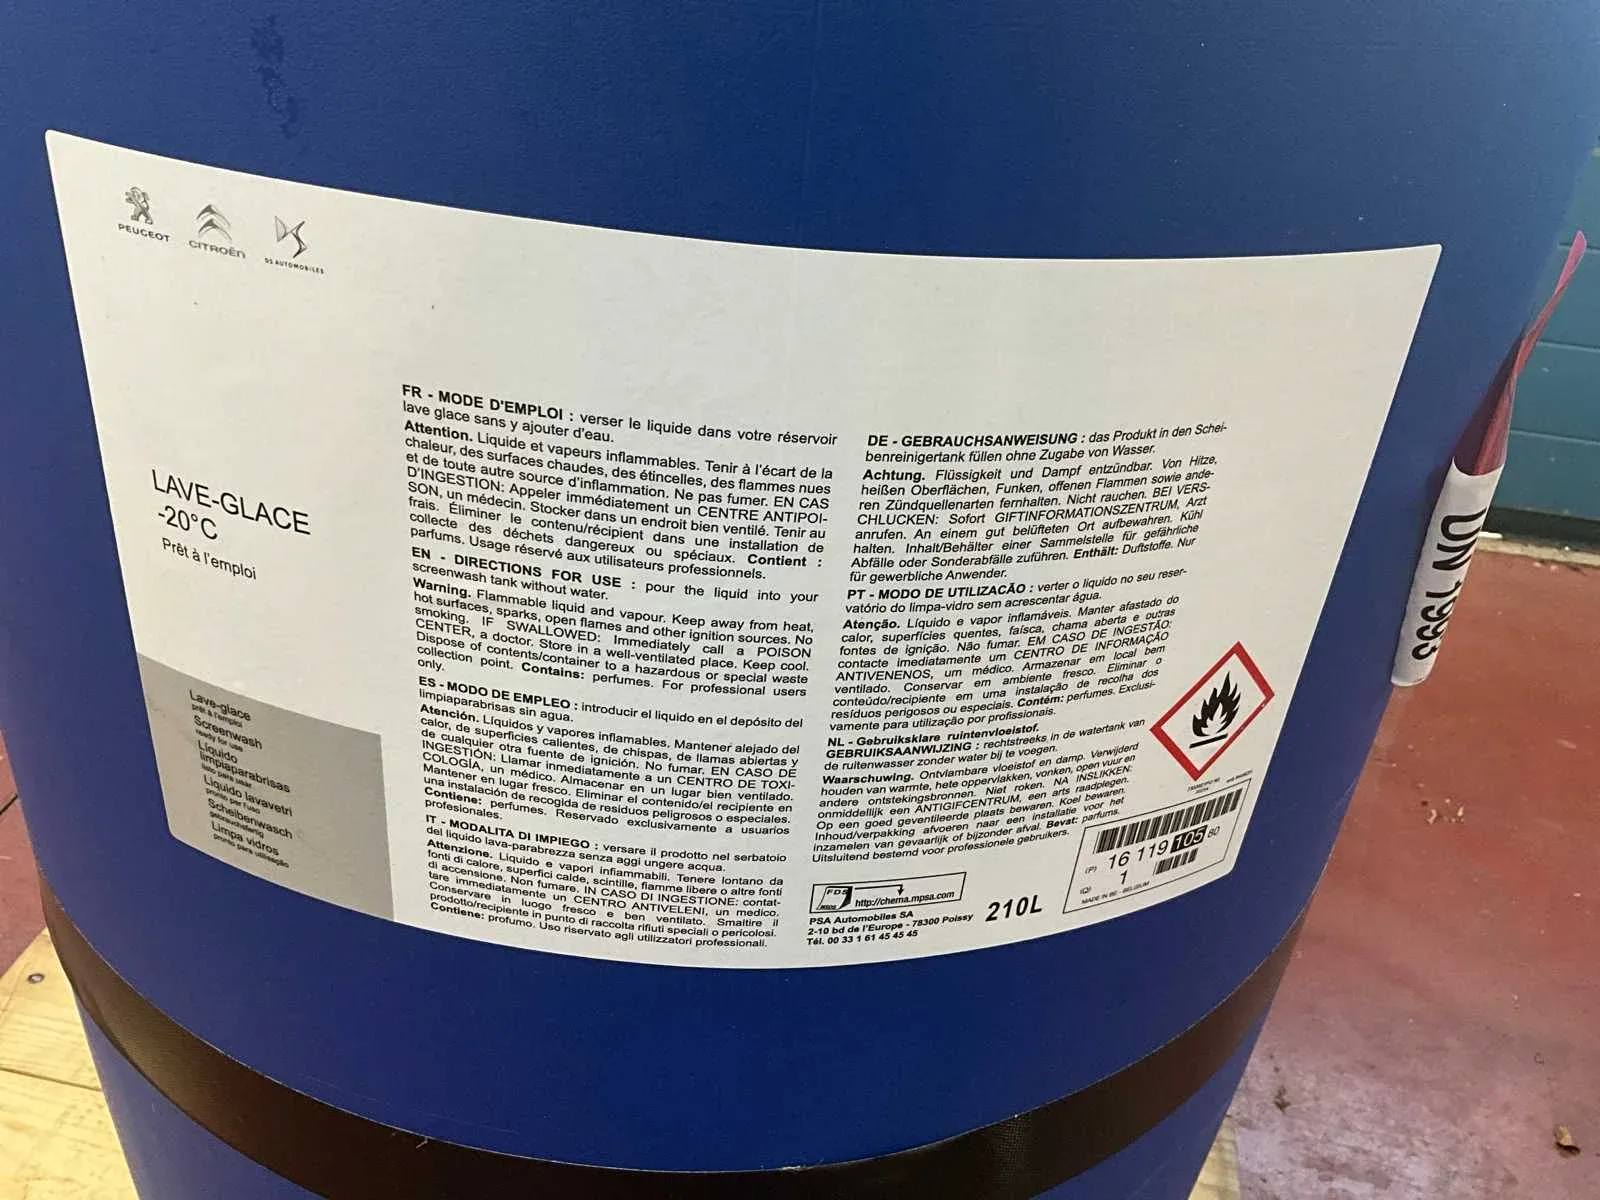 PEUGEOT
CITROËN
DS AUTOMOBILES
LAVE-GLACE
-20°C
Prêt à l'emploi
Lave-glace
prêt à l'emploi
Screenwash
ready for use
Líquido
limpiaparabrisas
listo para usar
Liquido lavavetri
pronto per l'uso
Scheibenwasch
gebrauchsfertig
Limpa vidros
pronto para utilização
FR - MODE D'EMPLOI : verser le liquide dans votre réservoir
lave glace sans y ajouter d'eau.
Attention. Liquide et vapeurs inflammables. Tenir à l'écart de la
chaleur, des surfaces chaudes, des étincelles, des flammes nues
et de toute autre source d'inflammation. Ne pas fumer. EN CAS
D'INGESTION: Appeler immédiatement un CENTRE ANTIPOI-
SON, un médecin. Stocker dans un endroit bien ventilé. Tenir au
frais. Éliminer le contenu/récipient dans une installation de
collecte des déchets dangereux ou spéciaux. Contient :
parfums. Usage réservé aux utilisateurs professionnels.
EN - DIRECTIONS FOR USE : pour the liquid into your
screenwash tank without water.
Warning. Flammable liquid and vapour. Keep away from heat,
hot surfaces, sparks, open flames and other ignition sources. No
smoking. IF SWALLOWED: Immediately call a POISON
CENTER, a doctor. Store in a well-ventilated place. Keep cool.
Dispose of contents/container to a hazardous or special waste
collection point. Contains: perfumes. For professional users
only.
ES - MODO DE EMPLEO : introducir el liquido en el depósito del
limpiaparabrisas sin agua.
Atención. Líquidos y vapores inflamables. Mantener alejado del
calor, de superficies calientes, de chispas, de llamas abiertas y
de cualquier otra fuente de ignición. No fumar. EN CASO DE
INGESTIÓN: Llamar inmediatamente a un CENTRO DE TOXI-
COLOGÍA, un médico. Almacenar en un lugar bien ventilado.
Mantener en lugar fresco. Eliminar el contenido/el recipiente en
una instalación de recogida de residuos peligrosos o especiales.
Contiene: perfumes. Reservado exclusivamente a usuarios
profesionales.
IT - MODALITA DI IMPIEGO : versare il prodotto nel serbatoio
del liquido lava-parabrezza senza aggi ungere acqua.
Attenzione. Liquido e vapori infiammabili. Tenere lontano da
fonti di calore, superfici calde, scintille, fiamme libere o altre fonti
di accensione. Non fumare. IN CASO DI INGESTIONE: contat-
tare immediatamente un CENTRO ANTIVELENI, un medico.
Conservare in luogo fresco e ben ventilato. Smaltire il
prodotto/recipiente in punto di raccolta rifiuti speciali o pericolosi.
Contiene: profumo. Uso riservato agli utilizzatori professionali.
DE - GEBRAUCHSANWEISUNG : das Produkt in den Schei-
benreinigertank füllen ohne Zugabe von Wasser.
Achtung. Flüssigkeit und Dampf entzündbar. Von Hitze,
heißen Oberflächen, Funken, offenen Flammen sowie ande-
ren Zündquellenarten fernhalten. Nicht rauchen. BEI VERS-
CHLUCKEN: Sofort GIFTINFORMATIONSZENTRUM, Arzt
anrufen. An einem gut belüfteten Ort aufbewahren. Kühl
halten. Inhalt/Behälter einer Sammelstelle für gefährliche
Abfälle oder Sonderabfälle zuführen. Enthält: Duftstoffe. Nur
für gewerbliche Anwender.
PT - MODO DE UTILIZACÃO : verter o liquido no seu reser-
vatório do limpa-vidro sem acrescentar água.
Atenção. Líquido e vapor inflamáveis. Manter afastado do
calor, superfícies quentes, faísca, chama aberta e outras
fontes de ignição. Não fumar. EM CASO DE INGESTÃO:
contacte imediatamente um CENTRO DE INFORMAÇÃO
ANTIVENENOS, um médico. Armazenar em local bem
ventilado. Conservar em ambiente fresco. Eliminar o
conteúdo/recipiente em uma instalação de recolha dos
resíduos perigosos ou especiais. Contém: perfumes. Exclusi-
vamente para utilização por profissionais.
NL - Gebruiksklare ruintenvloeistof.
GEBRUIKSAANWIJZING : rechtstreeks in de watertank van
de ruitenwasser zonder water bij te voegen.
Waarschuwing. Ontvlambare vloeistof en damp. Verwijderd
houden van warmte, hete oppervlakken, vonken, open vuur en
andere ontstekingsbronnen. Niet roken. NA INSLIKKEN:
onmiddellijk een ANTIGIFCENTRUM, een arts raadplegen.
Op een goed geventileerde plaats bewaren. Koel bewaren.
Inhoud/verpakking afvoeren naar een installatie voor het
inzamelen van gevaarlijk of bijzonder afval. Bevat: parfums.
Uitsluitend bestemd voor professionele gebruikers.
FDS
MSDS
http://chema.mpsa.com
PSA Automobiles SA
2-10 bd de l'Europe - 78300 Poissy
Tél. 00 33 1 61 45 45 45
210L
(P) 16 119 105 80
(Q) 1
MADE IN BE - BELGIUM
UN 1993